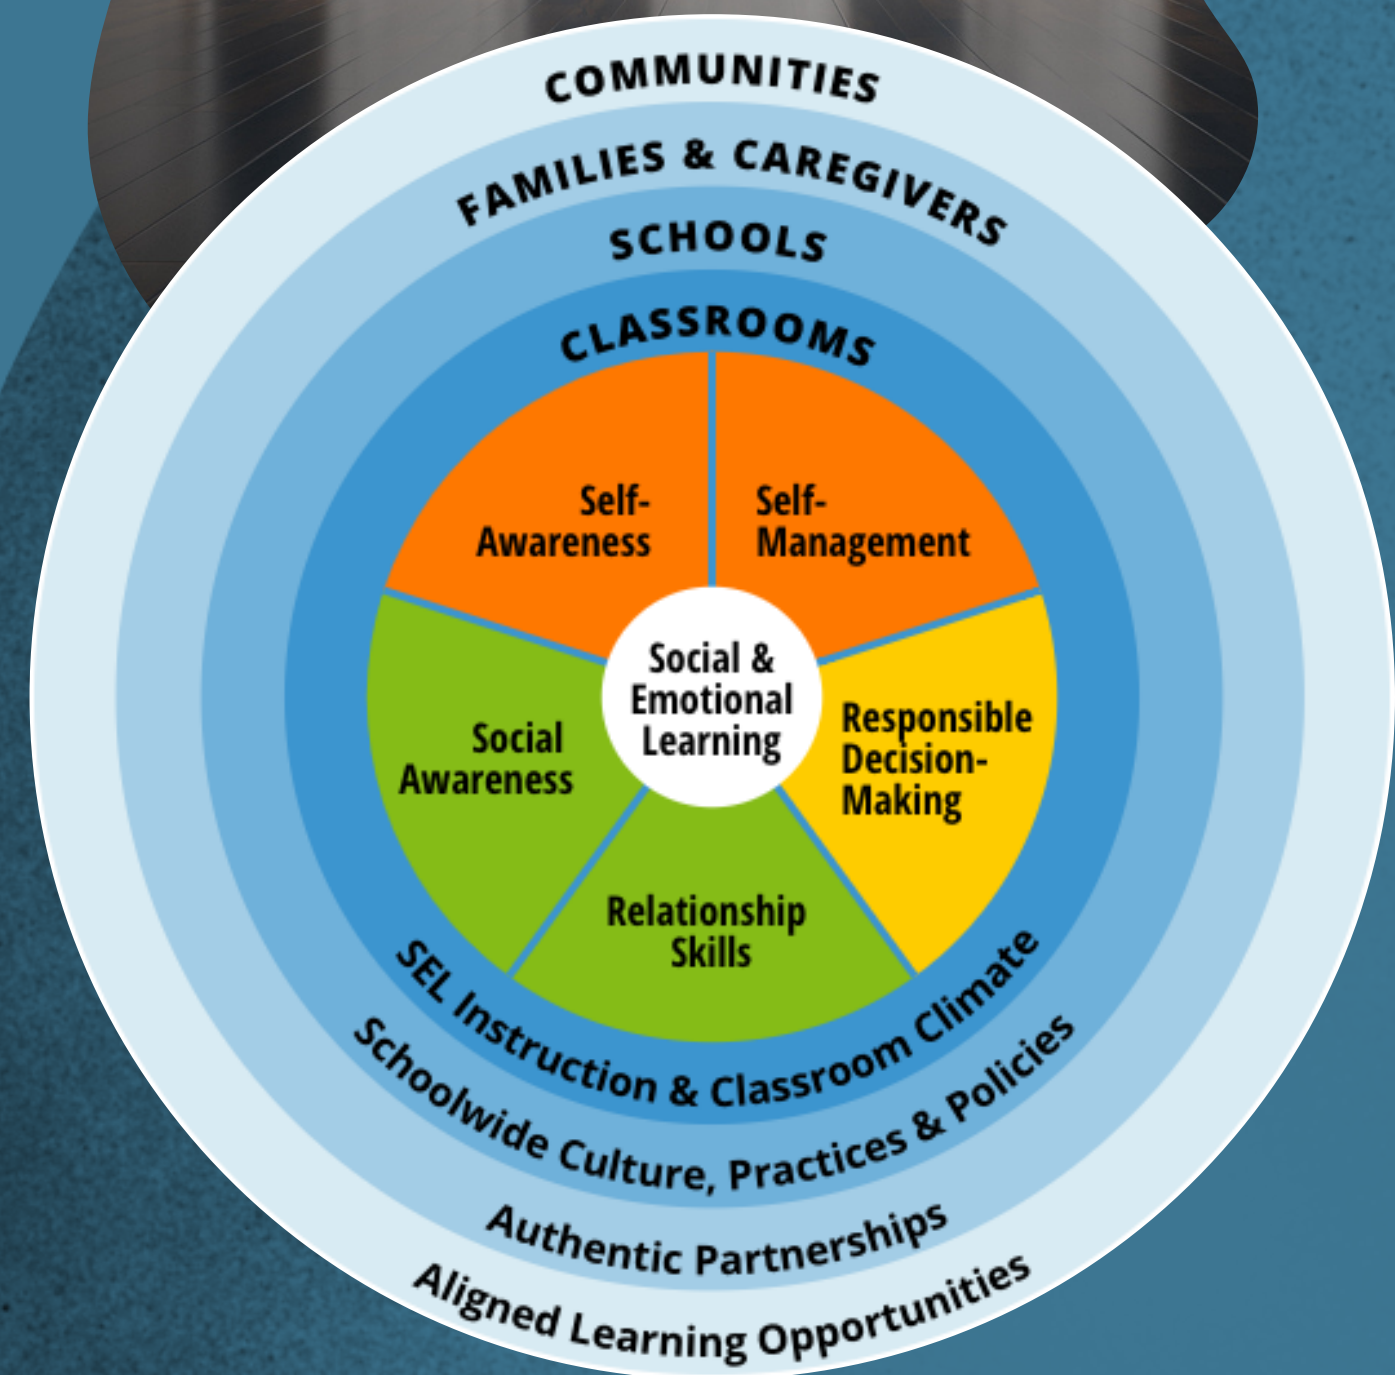 COMMUNITIES
FAMILIES & CAREGIVERS
SCHOOLS
CLASSROOMS
Self-
Awareness
Self-
Management
Social &
Emotional
Learning
Social
Awareness
Responsible
Decision-
Making
Relationship
Skills
SEL Instruction & Classroom Climate
Schoolwide Culture, Practices & Policies
Authentic Partnerships
Aligned Learning Opportunities